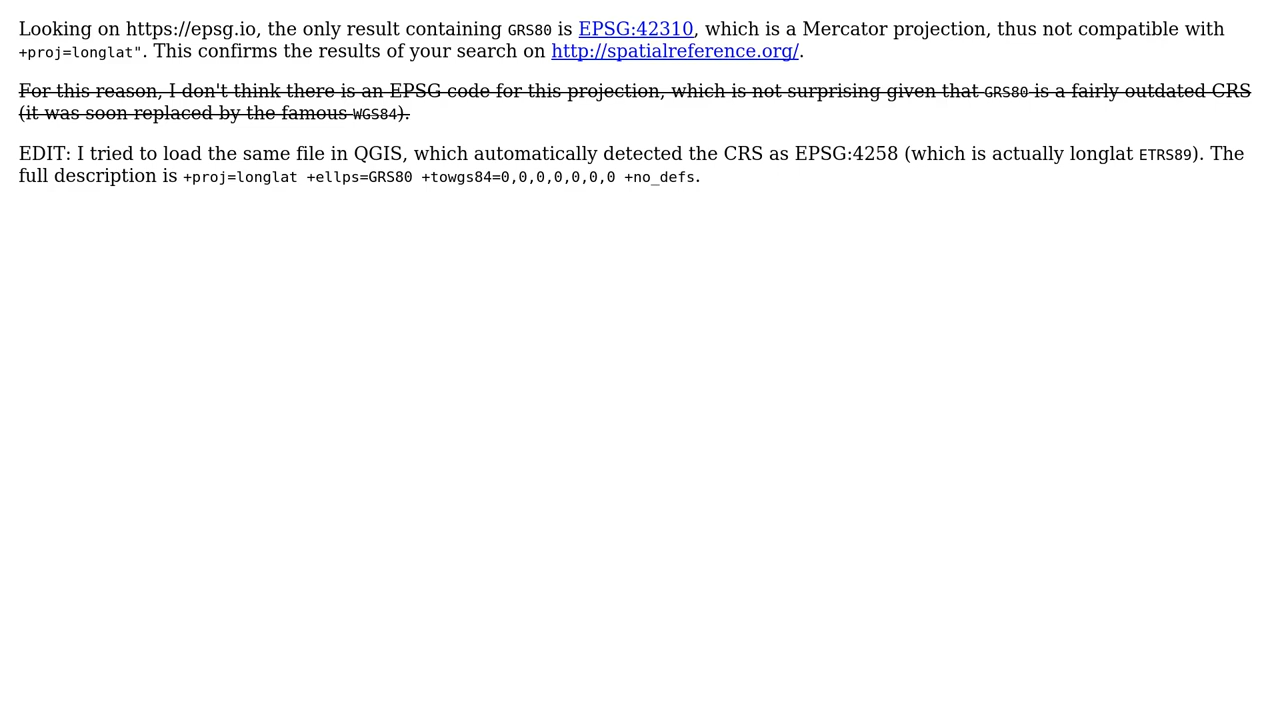 Looking on https://epsg.io, the only result containing GRS80 is EPSG:42310, which is a Mercator projection, thus not compatible with
+proj=longlat". This confirms the results of your search on http://spatialreference.org/.
For this reason, I don't think there is an EPSG code for this projection, which is not surprising given that GRS80 is a fairly outdated CRS
(it was soon replaced by the famous WGS84).
EDIT: I tried to load the same file in QGIS, which automatically detected the CRS as EPSG:4258 (which is actually longlat ETRS89). The
full description is +proj=longlat +ellps=GRS80 +towgs84=0,0,0,0,0,0,0 +no_defs.